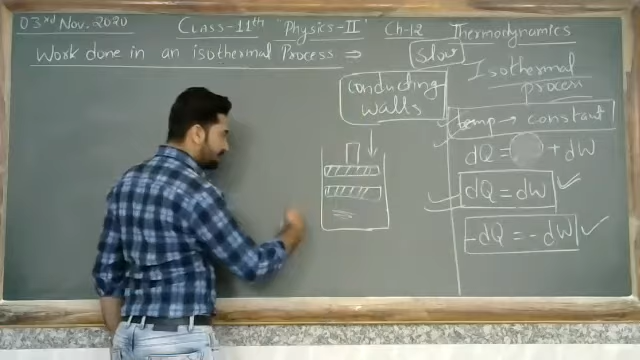 03rd Nov. 2020 Class-11th "Physics-II" Ch-12 Thermodynamics
Work done in an isothermal Process ⇒
Slow
Isothermal
process
conducting
walls
temp → constant
dQ = + dW
dQ = dW
-dQ = -dW